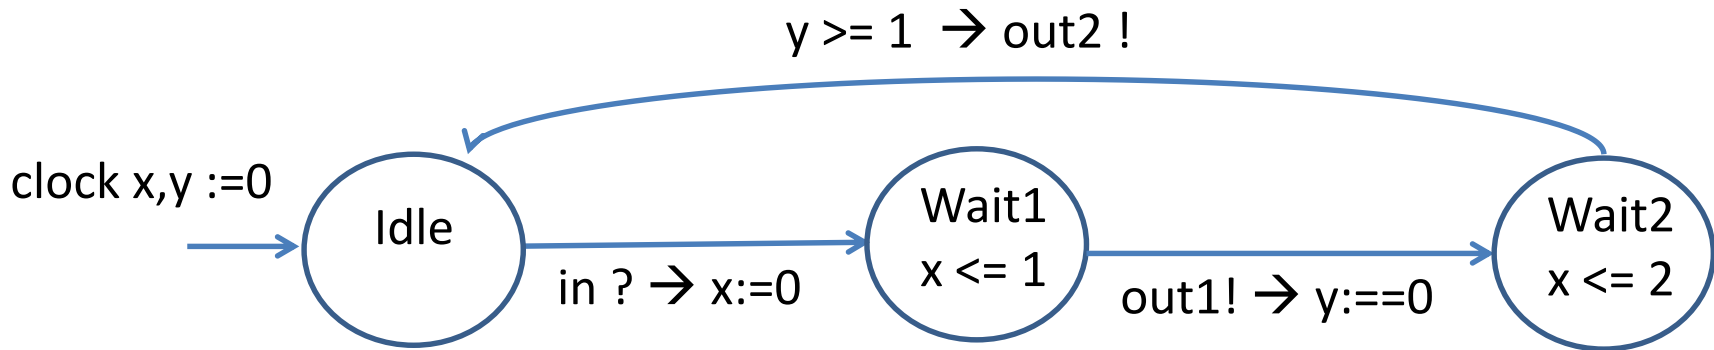 y >= 1 → out2 !
clock x,y :=0
Idle
in ? → x:=0
Wait1
x <= 1
out1! → y:==0
Wait2
x <= 2